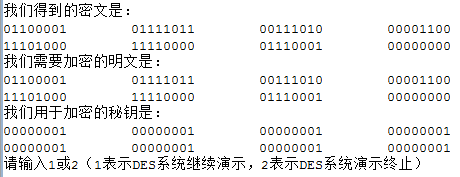 我们得到的密文是：
01100001 01111011 00111010 00001100
11101000 11110000 01110001 00000000
我们需要加密的明文是：
01100001 01111011 00111010 00001100
11101000 11110000 01110001 00000000
我们用于加密的秘钥是：
00000001 00000001 00000001 00000001
00000001 00000001 00000001 00000001
请输入1或2（1表示DES系统继续演示，2表示DES系统演示终止）